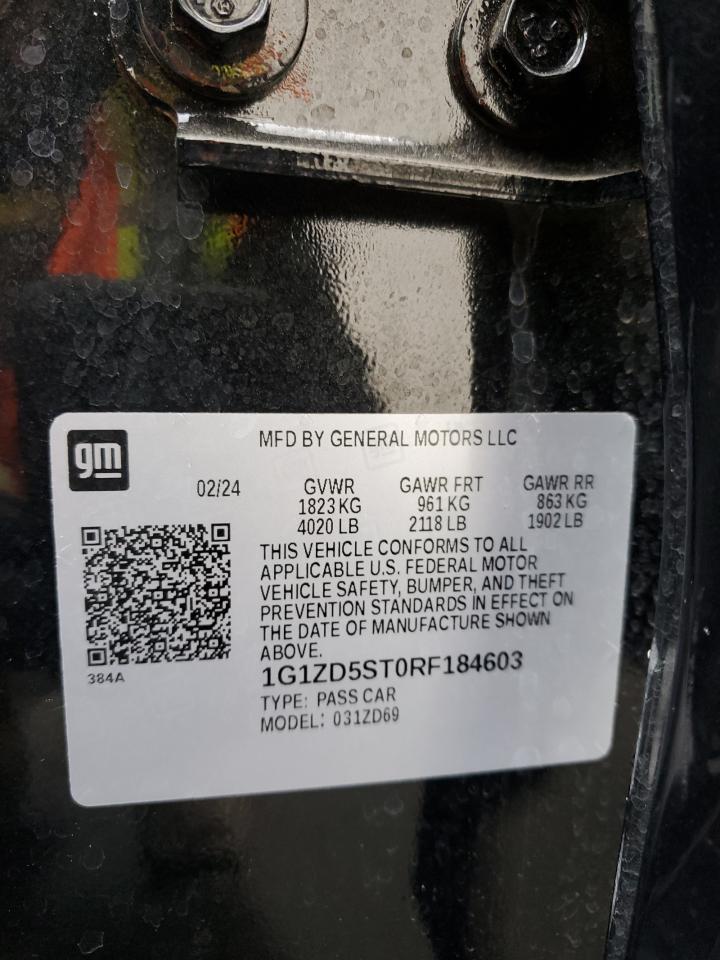 gm
MFD BY GENERAL MOTORS LLC
02/24 GVWR GAWR FRT GAWR RR
1823 KG 961 KG 863 KG
4020 LB 2118 LB 1902 LB
THIS VEHICLE CONFORMS TO ALL
APPLICABLE U.S. FEDERAL MOTOR
VEHICLE SAFETY, BUMPER, AND THEFT
PREVENTION STANDARDS IN EFFECT ON
THE DATE OF MANUFACTURE SHOWN
ABOVE.
384A
1G1ZD5ST0RF184603
TYPE: PASS CAR
MODEL: 031ZD69